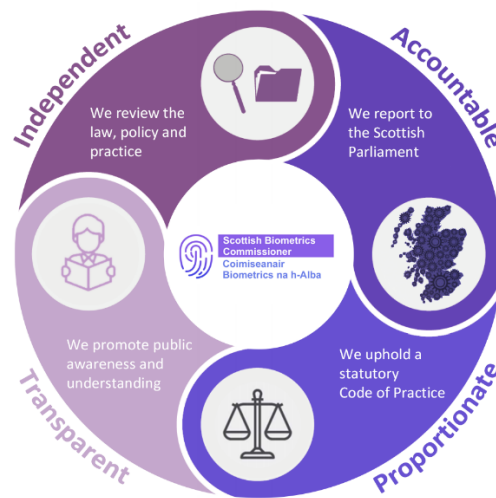 Independent
We review the
law, policy and
practice
Accountable
We report to
the Scottish
Parliament
Scottish Biometrics
Commissioner
Coimiseanair
Biometrics na h-Alba
We promote public
awareness and
understanding
Transparent
We uphold a
statutory
Code of Practice
Proportionate